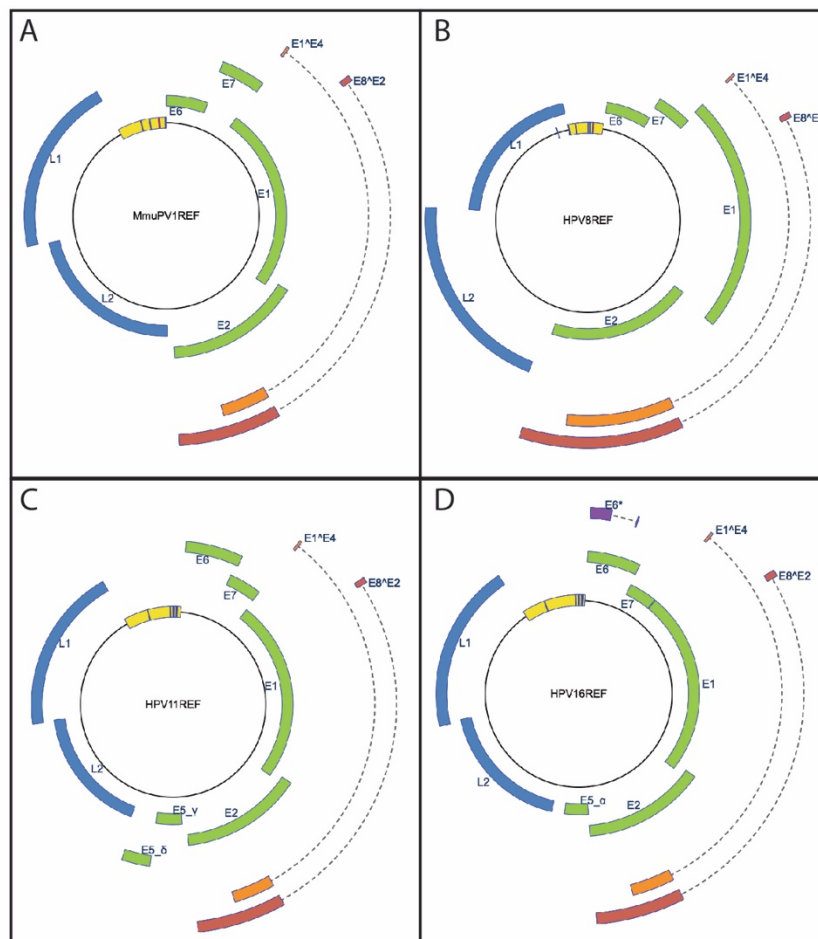 A
E1^E4
E7
E8^E2
E6
L1
E1
MmuPV1REF
L2
E2
B
E1^E4
E8^E
E6
E7
L1
E1
HPV8REF
L2
E2
C
E6
E1^E4
E7
E8^E2
L1
E1
HPV11REF
L2
E5_γ
E2
E5_δ
D
E6*
E1^E4
E6
E8^E2
E7
L1
E1
HPV16REF
L2
E5_α
E2